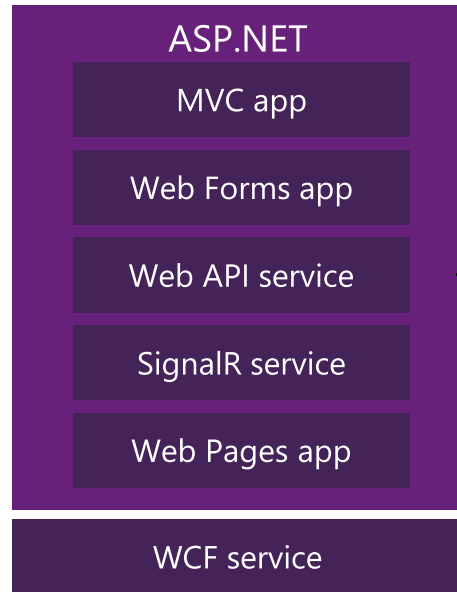 ASP.NET
MVC app
Web Forms app
Web API service
SignalR service
Web Pages app
WCF service